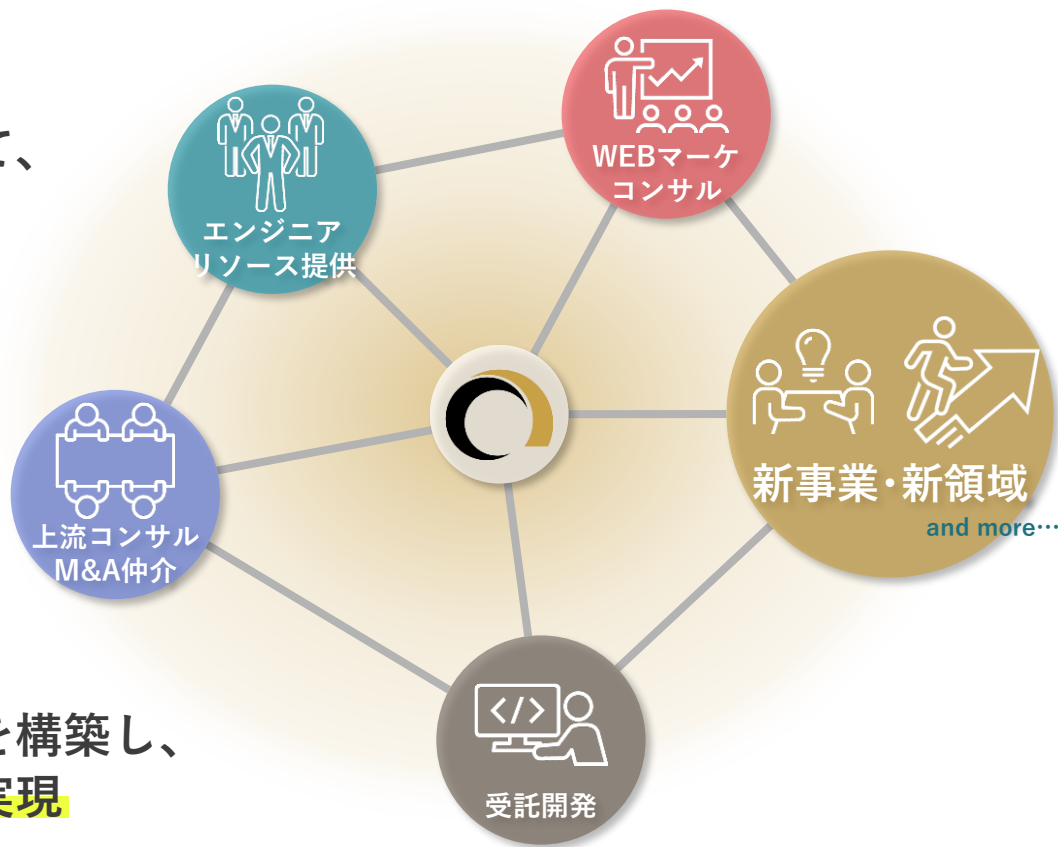 て、
WEBマーケ
コンサル
エンジニア
リソース提供
新事業・新領域
and more…
上流コンサル
M&A仲介
</>
を構築し、
実現
受託開発